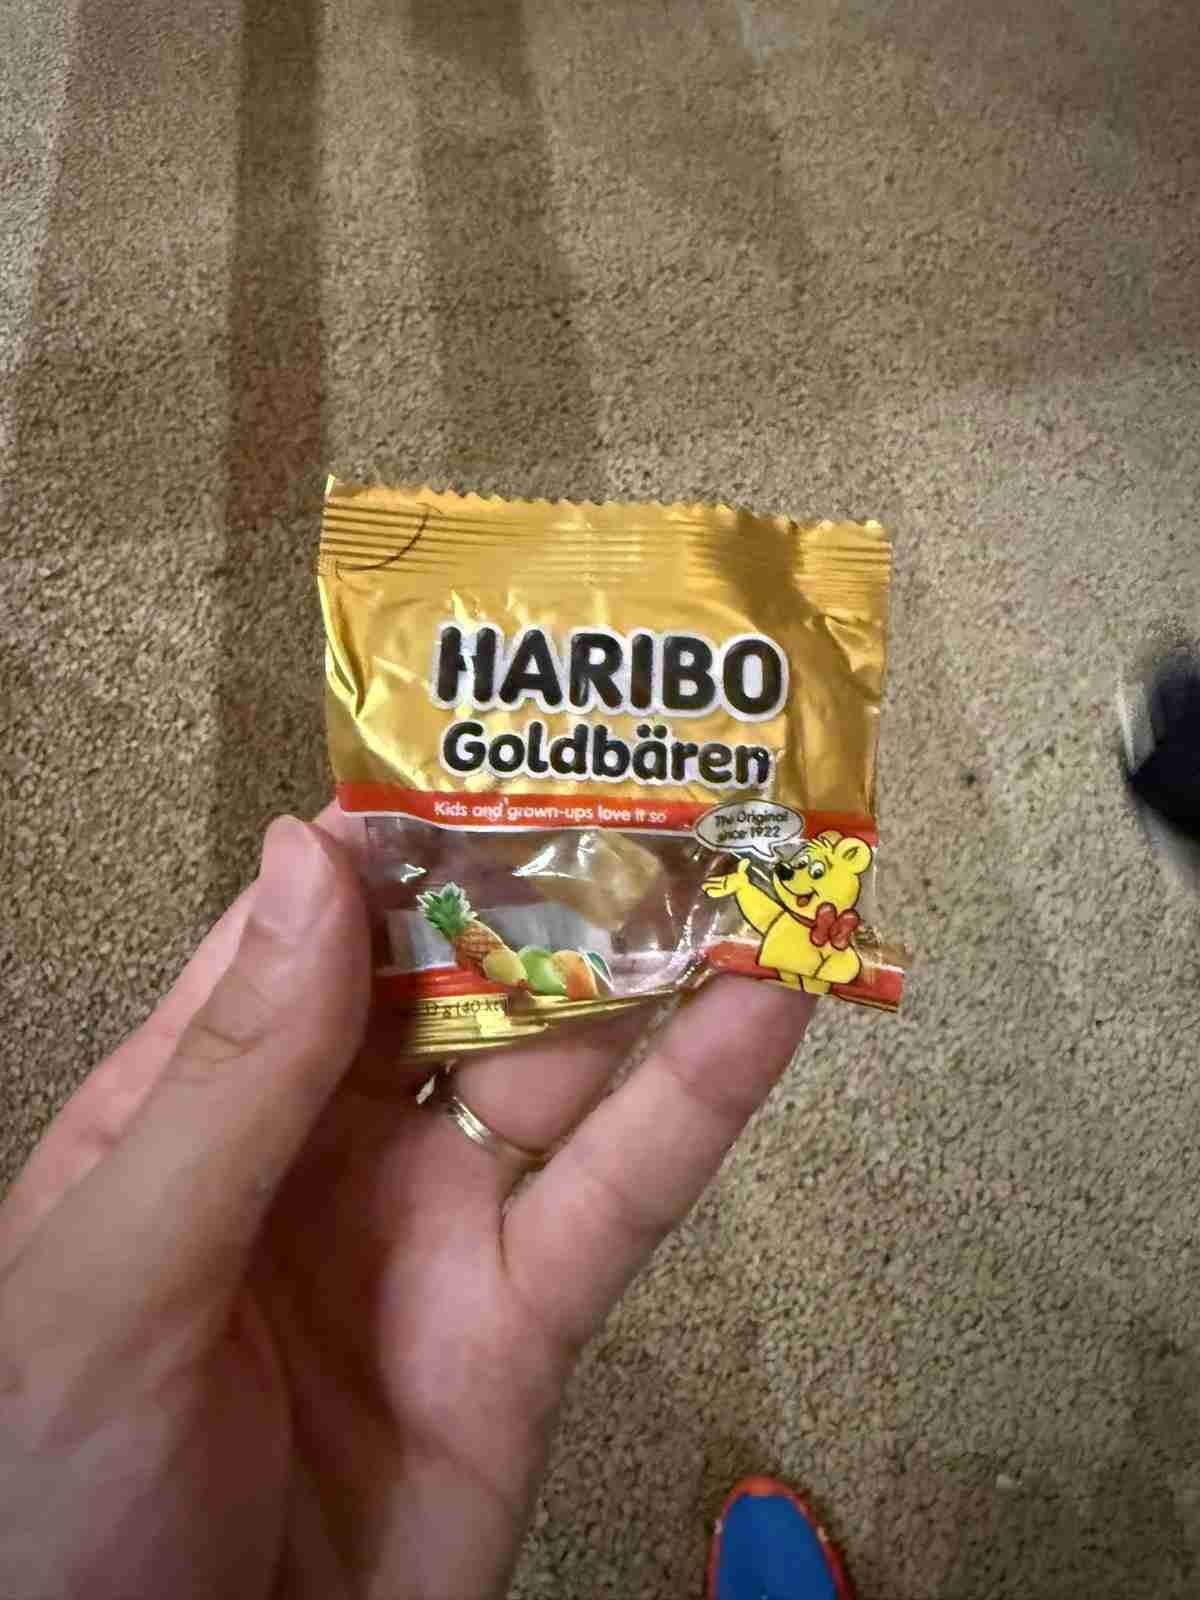 HARIBO
Goldbären
Kids and grown-ups love it so
The Original
since 1922